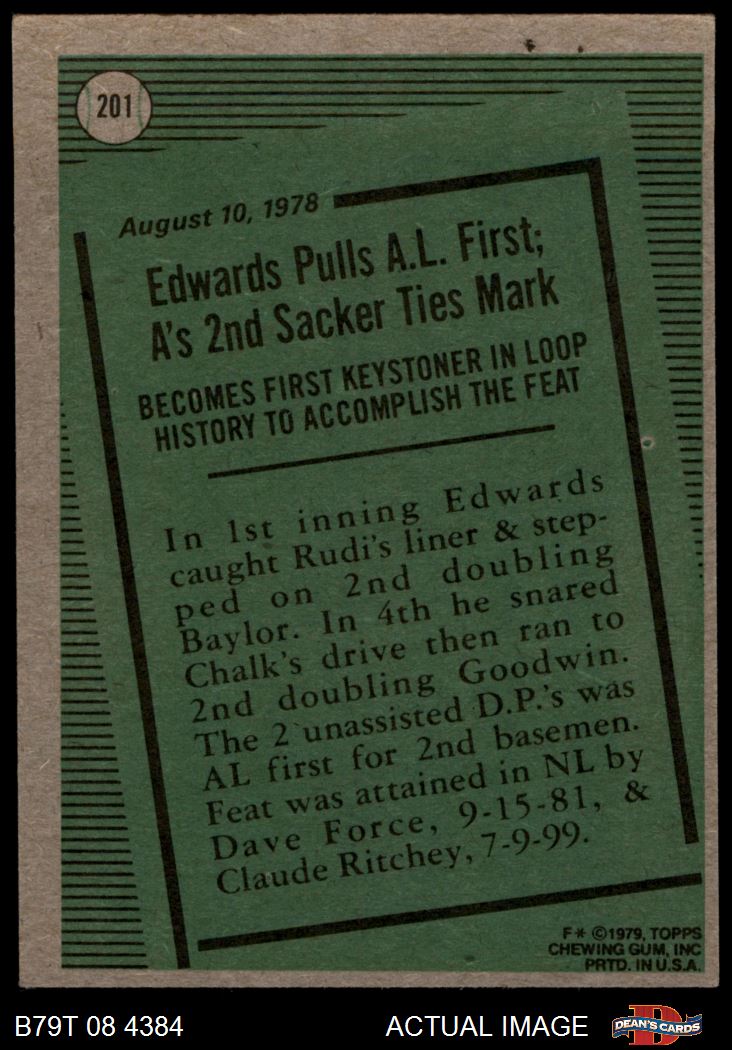 201
August 10, 1978
Edwards Pulls A.L. First;
A's 2nd Sacker Ties Mark
BECOMES FIRST KEYSTONER IN LOOP
HISTORY TO ACCOMPLISH THE FEAT
In 1st inning Edwards
caught Rudi's liner & step-
ped on 2nd doubling
Baylor. In 4th he snared
Chalk's drive then ran to
2nd doubling Goodwin.
The 2 unassisted D.P.'s was
AL first for 2nd basemen.
Feat was attained in NL by
Dave Force, 9-15-81, &
Claude Ritchey, 7-9-99.
F* ©1979, TOPPS
CHEWING GUM, INC
PRTD. IN U.S.A.
B79T 08 4384
ACTUAL IMAGE
D
DEAN'S CARDS